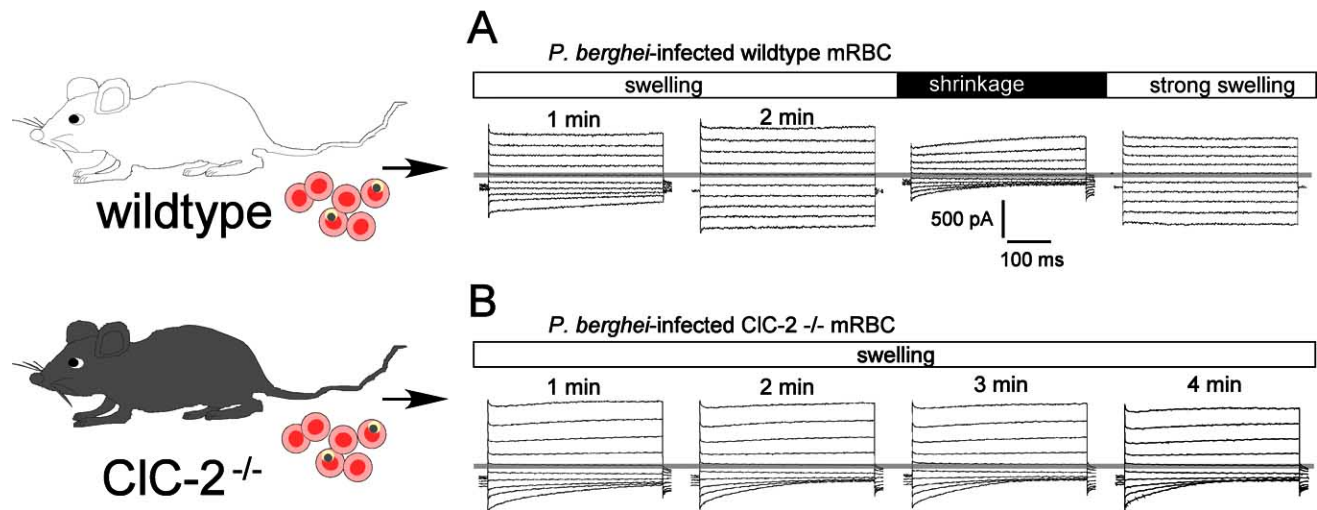 A
P. berghei-infected wildtype mRBC
swelling shrinkage strong swelling
1 min 2 min
wildtype
500 pA
100 ms
B
P. berghei-infected ClC-2 -/- mRBC
swelling
1 min 2 min 3 min 4 min
ClC-2 -/-